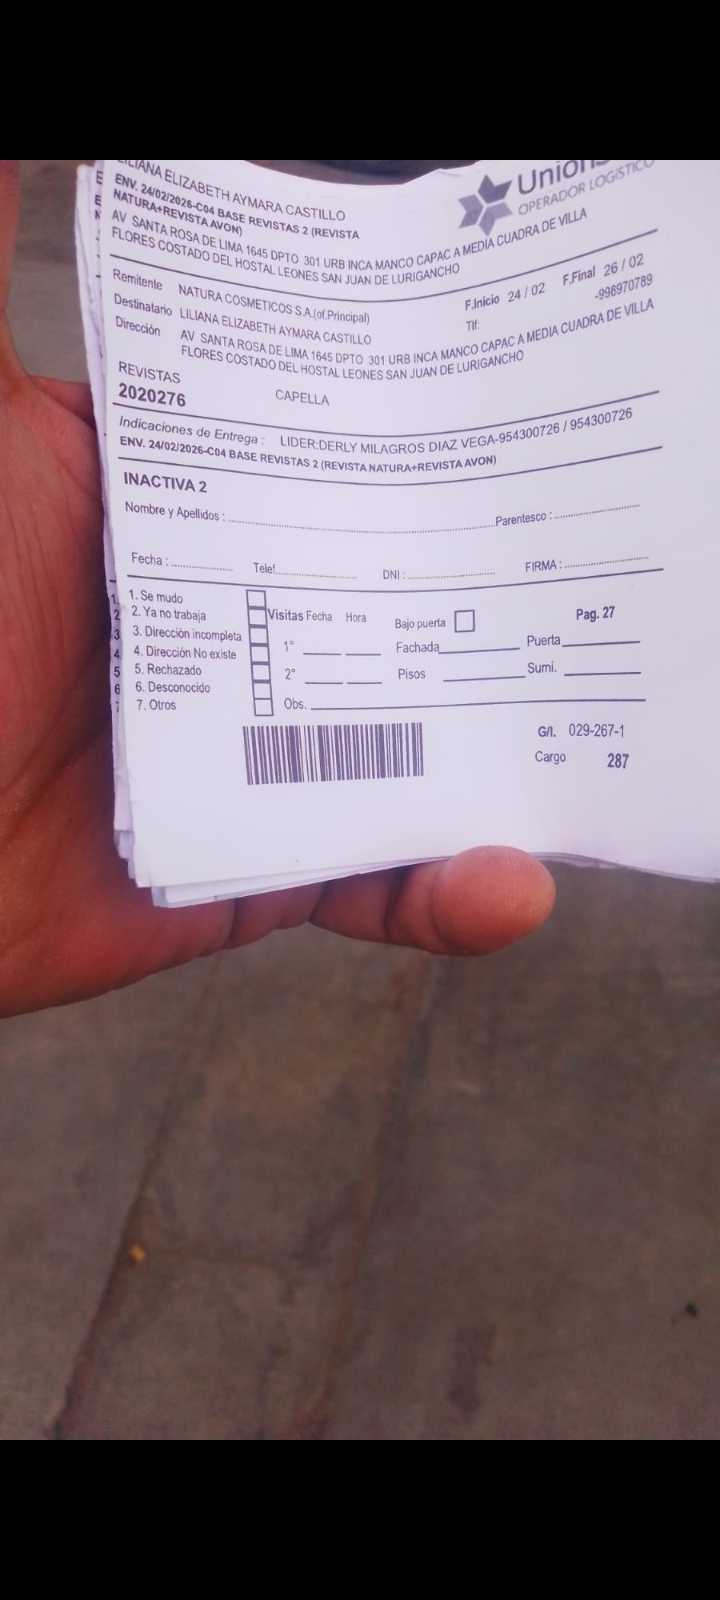 LILIANA ELIZABETH AYMARA CASTILLO
ENV. 24/02/2026-C04 BASE REVISTAS 2 (REVISTA
NATURA+REVISTA AVON)
AV SANTA ROSA DE LIMA 1645 DPTO 301 URB INCA MANCO CAPAC A MEDIA CUADRA DE VILLA
FLORES COSTADO DEL HOSTAL LEONES SAN JUAN DE LURIGANCHO
OPERADOR LOGÍSTICO
Remitente NATURA COSMETICOS S.A.(of.Principal)
F.Inicio 24 / 02 F.Final 26 / 02
Destinatario LILIANA ELIZABETH AYMARA CASTILLO
Tlf: -998970789
Dirección AV SANTA ROSA DE LIMA 1645 DPTO 301 URB INCA MANCO CAPAC A MEDIA CUADRA DE VILLA
FLORES COSTADO DEL HOSTAL LEONES SAN JUAN DE LURIGANCHO
REVISTAS
2020276 CAPELLA
Indicaciones de Entrega : LIDER:DERLY MILAGROS DIAZ VEGA-954300726 / 954300726
ENV. 24/02/2026-C04 BASE REVISTAS 2 (REVISTA NATURA+REVISTA AVON)
INACTIVA 2
Nombre y Apellidos : Parentesco :
Fecha : Telef. DNI : FIRMA :
1. Se mudo
2. Ya no trabaja
3. Dirección incompleta
4. Dirección No existe
5. Rechazado
6. Desconocido
7. Otros
Visitas Fecha Hora Bajo puerta Pag. 27
1° Fachada Puerta
2° Pisos Sumi.
Obs.
G/I. 029-267-1
Cargo 287